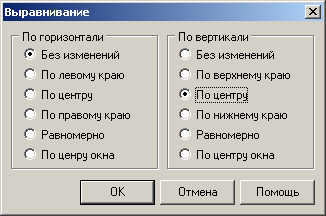 Выравнивание
По горизонтали
Без изменений
По левому краю
По центру
По правому краю
Равномерно
По ценру окна
По вертикали
Без изменений
По верхнему краю
По центру
По нижнему краю
Равномерно
По центру окна
OK
Отмена
Помощь